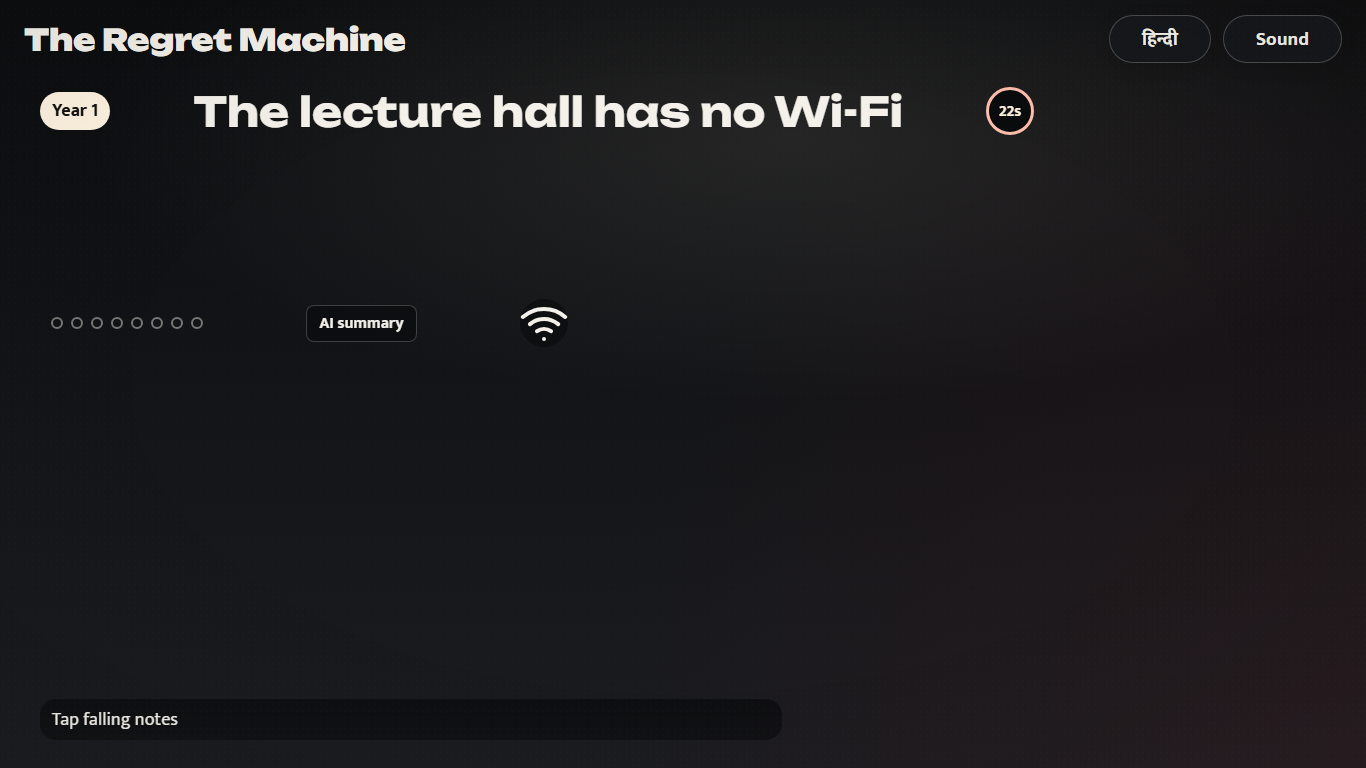 The Regret Machine
हिन्दी
Sound
Year 1
The lecture hall has no Wi-Fi
22s
AI summary
Tap falling notes